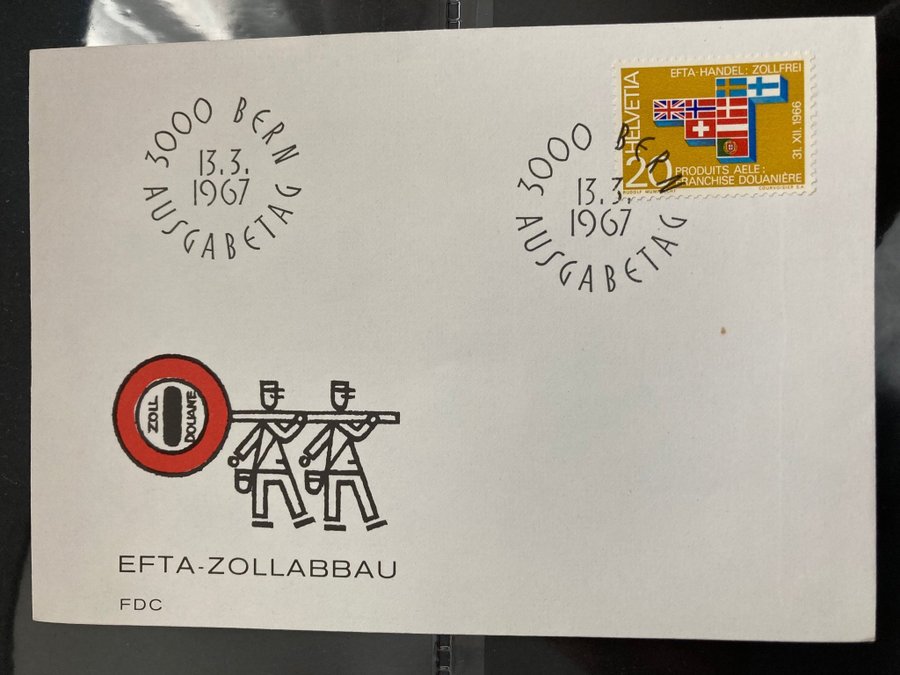 3000 BERN
13.3.
1967
AUSGABETAG
3000 BERN
13.3.
1967
AUSGABETAG
HELVETIA
EFTA-HANDEL: ZOLLFREI
31. XII. 1966
20
PRODUITS AELE:
FRANCHISE DOUANIÈRE
COURVOISIER S.A.
ZOLL
DOUANE
EFTA-ZOLLABBAU
FDC